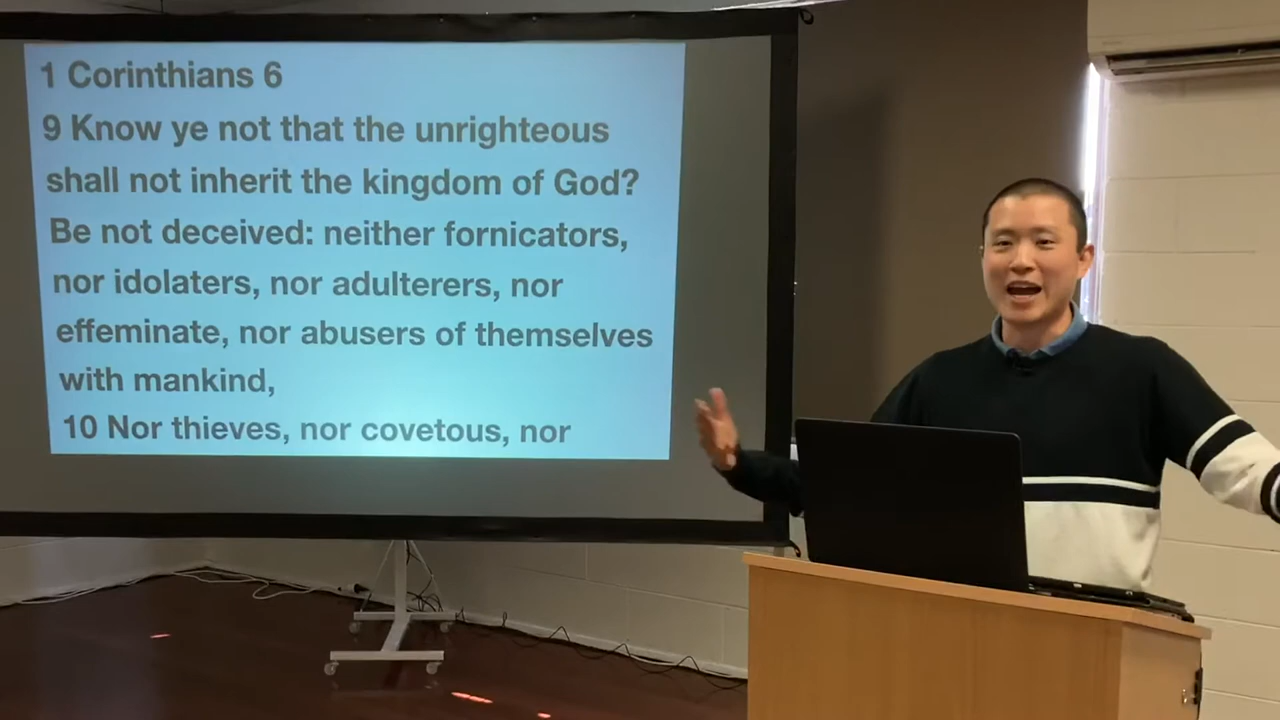 1 Corinthians 6
9 Know ye not that the unrighteous
shall not inherit the kingdom of God?
Be not deceived: neither fornicators,
nor idolaters, nor adulterers, nor
effeminate, nor abusers of themselves
with mankind,
10 Nor thieves, nor covetous, nor